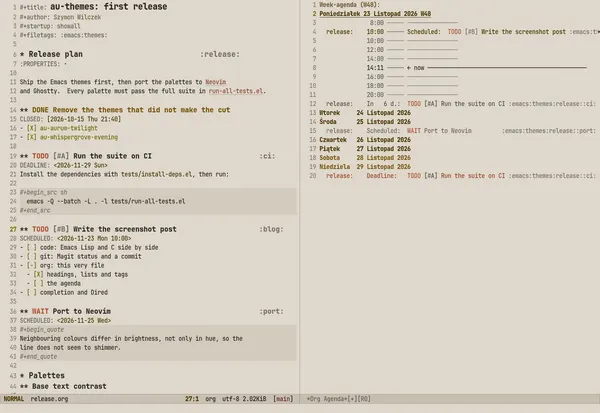 1 #+title: au-themes: first release
2 #+author: Szymon Wilczek
3 #+startup: showall
4 #+filetags: :emacs:themes:
5
6 * Release plan :release:
7 :PROPERTIES: ·
10
11 Ship the Emacs themes first, then port the palettes to Neovim
12 and Ghostty. Every palette must pass the full suite in run-all-tests.el.
13
14 ** DONE Remove the themes that did not make the cut
15 CLOSED: [2026-10-15 Thu 21:40]
16 - [X] au-aurum-twilight
17 - [X] au-whispergrove-evening
18
19 ** TODO [#A] Run the suite on CI :ci:
20 DEADLINE: <2026-11-29 Sun>
21 Install the dependencies with tests/install-deps.el, then run:
22
23 #+begin_src sh
24 emacs -Q --batch -L . -l tests/run-all-tests.el
25 #+end_src
26
27 ** TODO [#B] Write the screenshot post :blog:
28 SCHEDULED: <2026-11-23 Mon 10:00>
29 - [ ] code: Emacs Lisp and C side by side
30 - [ ] git: Magit status and a commit
31 - [-] org: this very file
32 - [X] headings, lists and tags
33 - [ ] the agenda
34 - [ ] completion and Dired
35
36 ** WAIT Port to Neovim :port:
37 SCHEDULED: <2026-11-25 Wed>
38 #+begin_quote
39 Neighbouring colours differ in brightness, not only in hue, so the
40 line does not seem to shimmer.
41 #+end_quote
42
43 * Palettes
44 ** Base text contrast
NORMAL release.org 27:1 org utf-8 2.02KiB [main]
1 Week-agenda (W48):
2 Poniedziałek 23 Listopad 2026 W48
3 8:00
4 release: 10:00 Scheduled: TODO [#B] Write the screenshot post :emacs:t
5 10:00
6 12:00
7 14:00
8 14:11 + now
9 16:00
10 18:00
11 20:00
12 release: In 6 d.: TODO [#A] Run the suite on CI :emacs:themes:release::ci:
13 Wtorek 24 Listopad 2026
14 Środa 25 Listopad 2026
15 release: Scheduled: WAIT Port to Neovim :emacs:themes:release::port:
16 Czwartek 26 Listopad 2026
17 Piątek 27 Listopad 2026
18 Sobota 28 Listopad 2026
19 Niedziela 29 Listopad 2026
20 release: Deadline: TODO [#A] Run the suite on CI :emacs:themes:release::ci:
*Org Agenda*[+][RO]